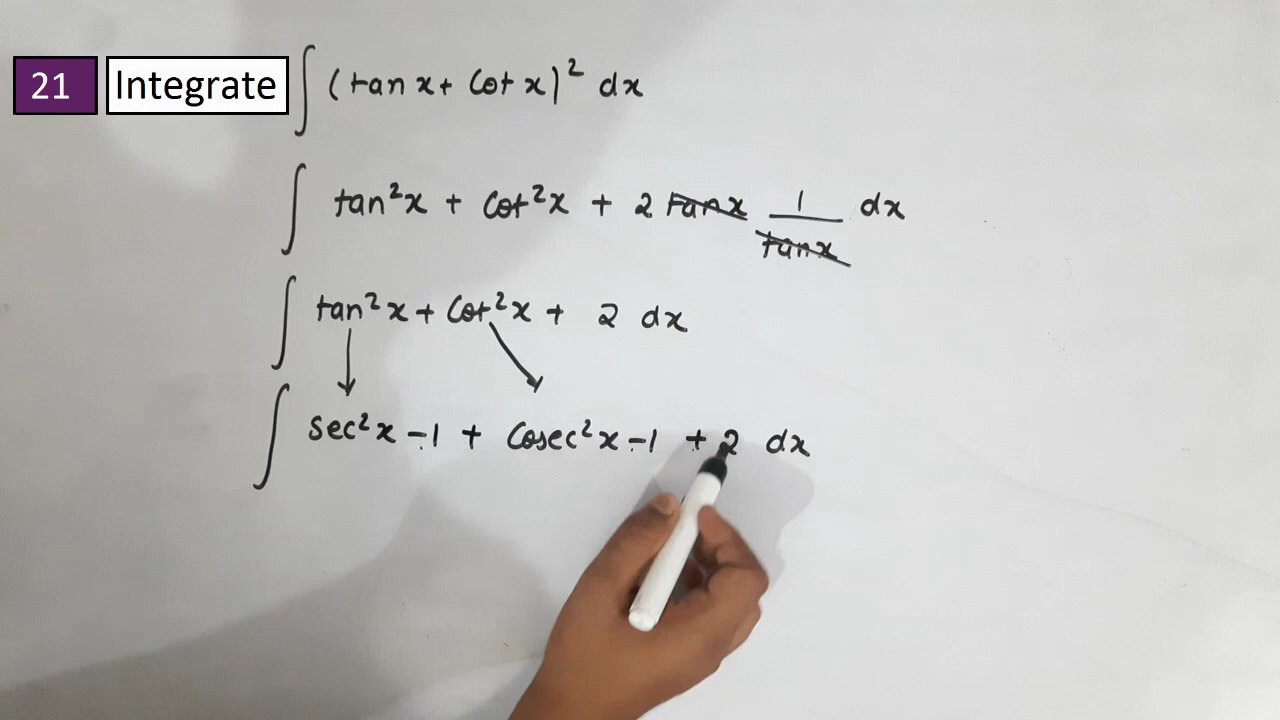 21 Integrate ∫ (tan x + Cot x)² dx
∫ tan²x + Cot²x + 2 tanx 1/tanx dx
∫ tan²x + Cot²x + 2 dx
∫ sec²x - 1 + Cosec²x - 1 + 2 dx